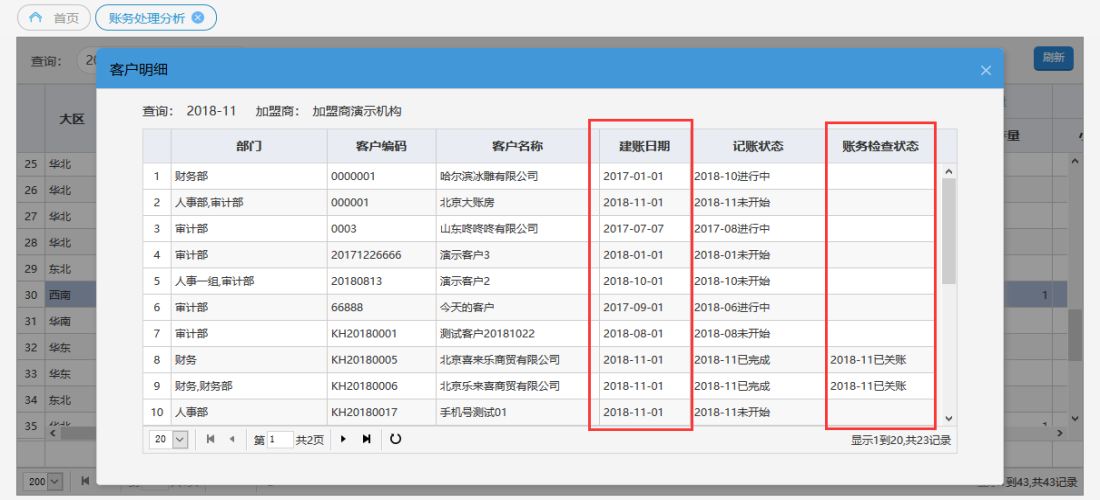 首页 账务处理分析
查询： 刷新
客户明细
查询： 2018-11 加盟商： 加盟商演示机构
大区
部门 客户编码 客户名称 建账日期 记账状态 账务检查状态
1 财务部 0000001 哈尔滨冰雕有限公司 2017-01-01 2018-10进行中
2 人事部,审计部 000001 北京大账房 2018-11-01 2018-11未开始
3 审计部 0003 山东咚咚咚有限公司 2017-07-07 2017-08进行中
4 审计部 20171226666 演示客户3 2018-01-01 2018-01未开始
5 人事一组,审计部 20180813 演示客户2 2018-10-01 2018-10未开始
6 审计部 66888 今天的客户 2017-09-01 2018-06进行中
7 审计部 KH20180001 测试客户20181022 2018-08-01 2018-08未开始
8 财务 KH20180005 北京喜来乐商贸有限公司 2018-11-01 2018-11已完成 2018-11已关账
9 财务,财务部 KH20180006 北京乐来喜商贸有限公司 2018-11-01 2018-11已完成 2018-11已关账
10 人事部 KH20180017 手机号测试01 2018-11-01 2018-11未开始
20 第 1 共2页 显示1到20,共23记录
25 华北
26 华北
27 华北
28 华北
29 东北
30 西南 1
31 华南
32 华东
33 华东
34 东北
35
200 到43,共43记录